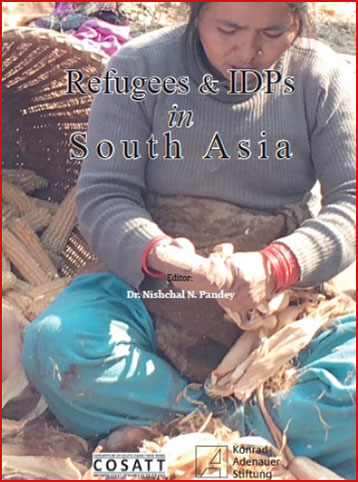 Refugees & IDPs
in
South Asia
Editor:
Dr. Nishchal N. Pandey
COSATT
Konrad
Adenauer
Stiftung